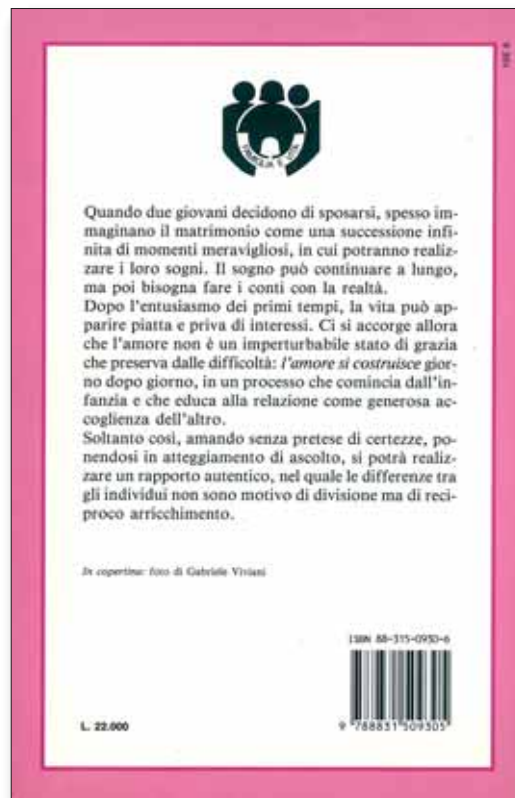 FAMIGLIA E VITA
Quando due giovani decidono di sposarsi, spesso im-
maginano il matrimonio come una successione infi-
nita di momenti meravigliosi, in cui potranno realiz-
zare i loro sogni. Il sogno può continuare a lungo,
ma poi bisogna fare i conti con la realtà.
Dopo l'entusiasmo dei primi tempi, la vita può ap-
parire piatta e priva di interessi. Ci si accorge allora
che l'amore non è un imperturbabile stato di grazia
che preserva dalle difficoltà: l'amore si costruisce gior-
no dopo giorno, in un processo che comincia dall'in-
fanzia e che educa alla relazione come generosa ac-
coglienza dell'altro.
Soltanto così, amando senza pretese di certezze, po-
nendosi in atteggiamento di ascolto, si potrà realiz-
zare un rapporto autentico, nel quale le differenze tra
gli individui non sono motivo di divisione ma di reci-
proco arricchimento.
In copertina: foto di Gabriele Viviani
ISBN 88-315-0930-6
L. 22.000
9 788831 509305